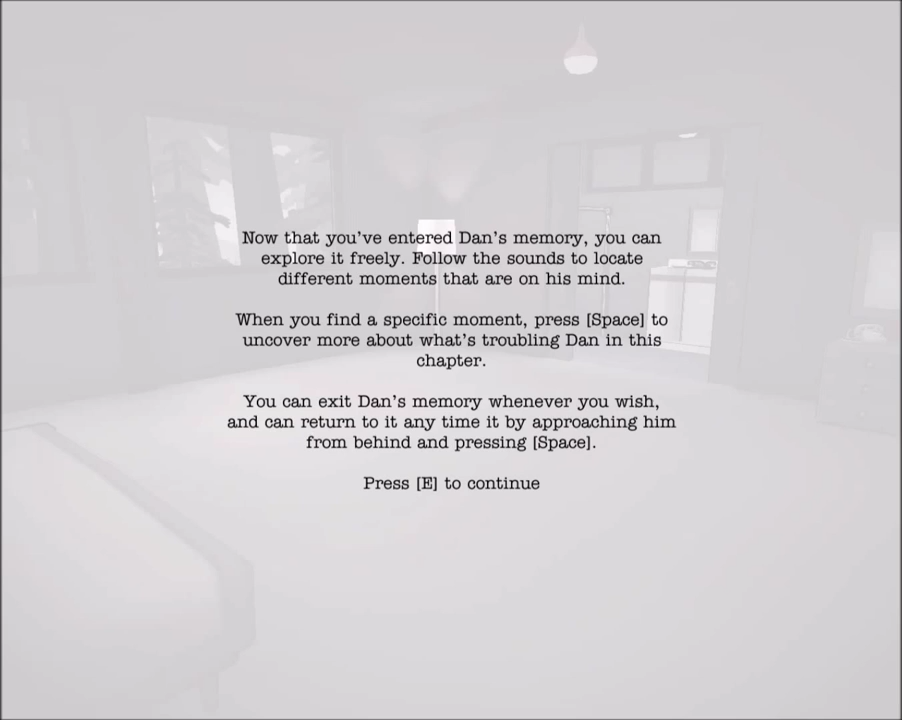 Now that you've entered Dan's memory, you can
explore it freely. Follow the sounds to locate
different moments that are on his mind.
When you find a specific moment, press [Space] to
uncover more about what's troubling Dan in this
chapter.
You can exit Dan's memory whenever you wish,
and can return to it any time it by approaching him
from behind and pressing [Space].
Press [E] to continue